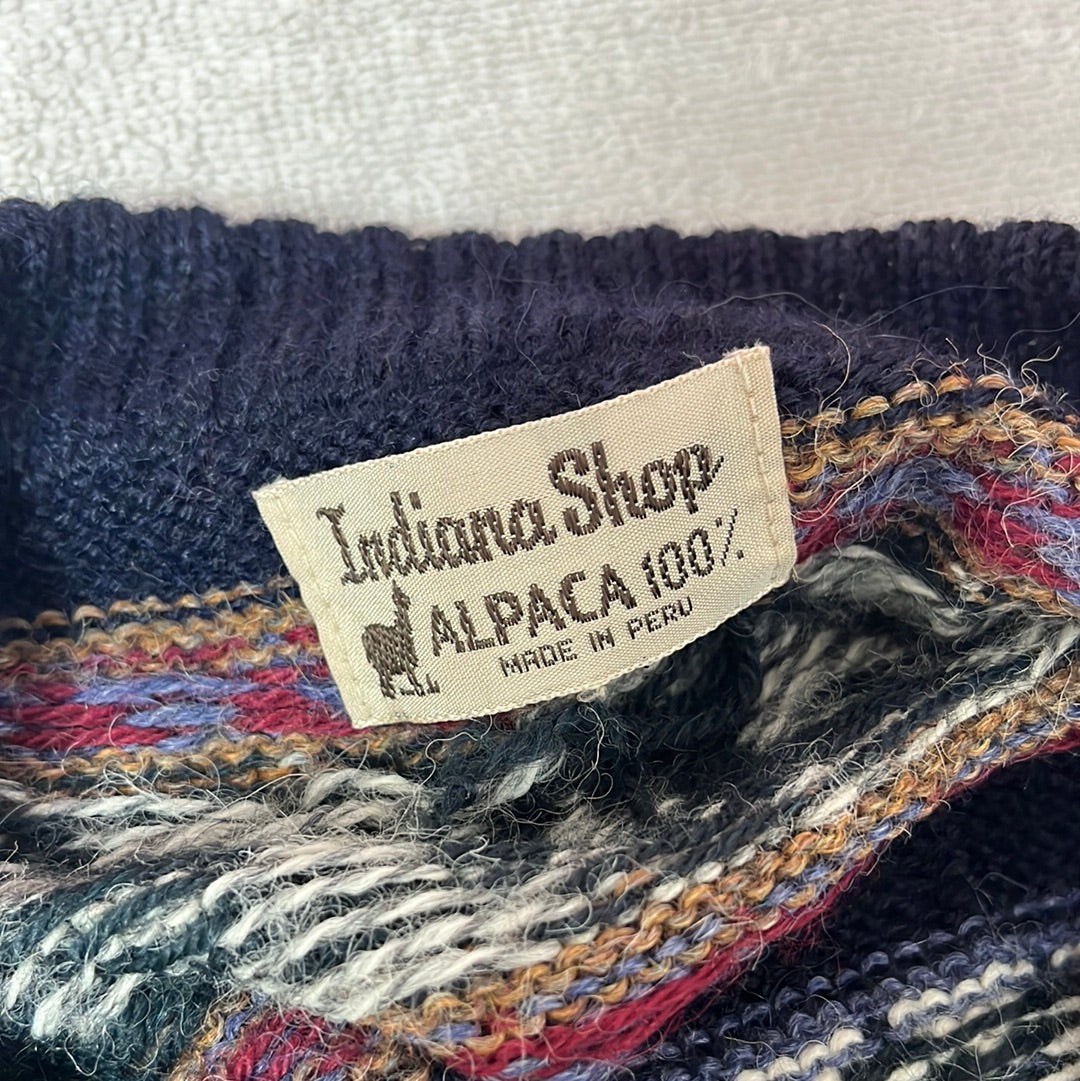 Indiana Shop
ALPACA 100%
MADE IN PERU